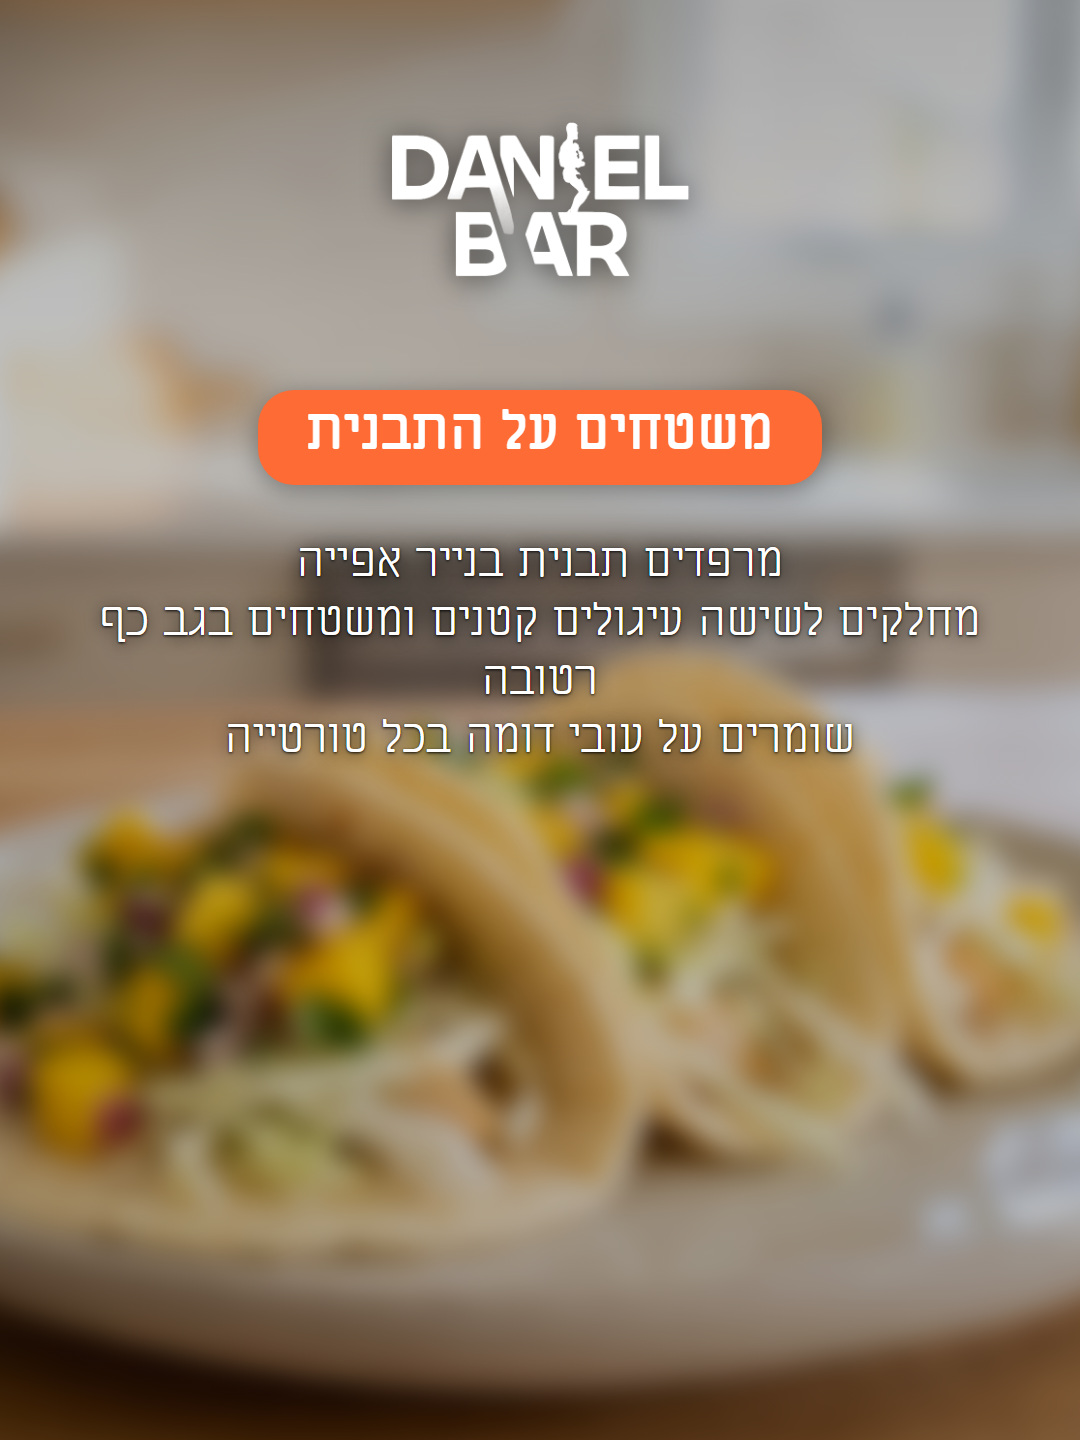 DANIEL
BAR
משטחים על התבנית
מרפדים תבנית בנייר אפייה
מחלקים לשישה עיגולים קטנים ומשטחים בגב כף
רטובה
שומרים על עובי דומה בכל טורטייה